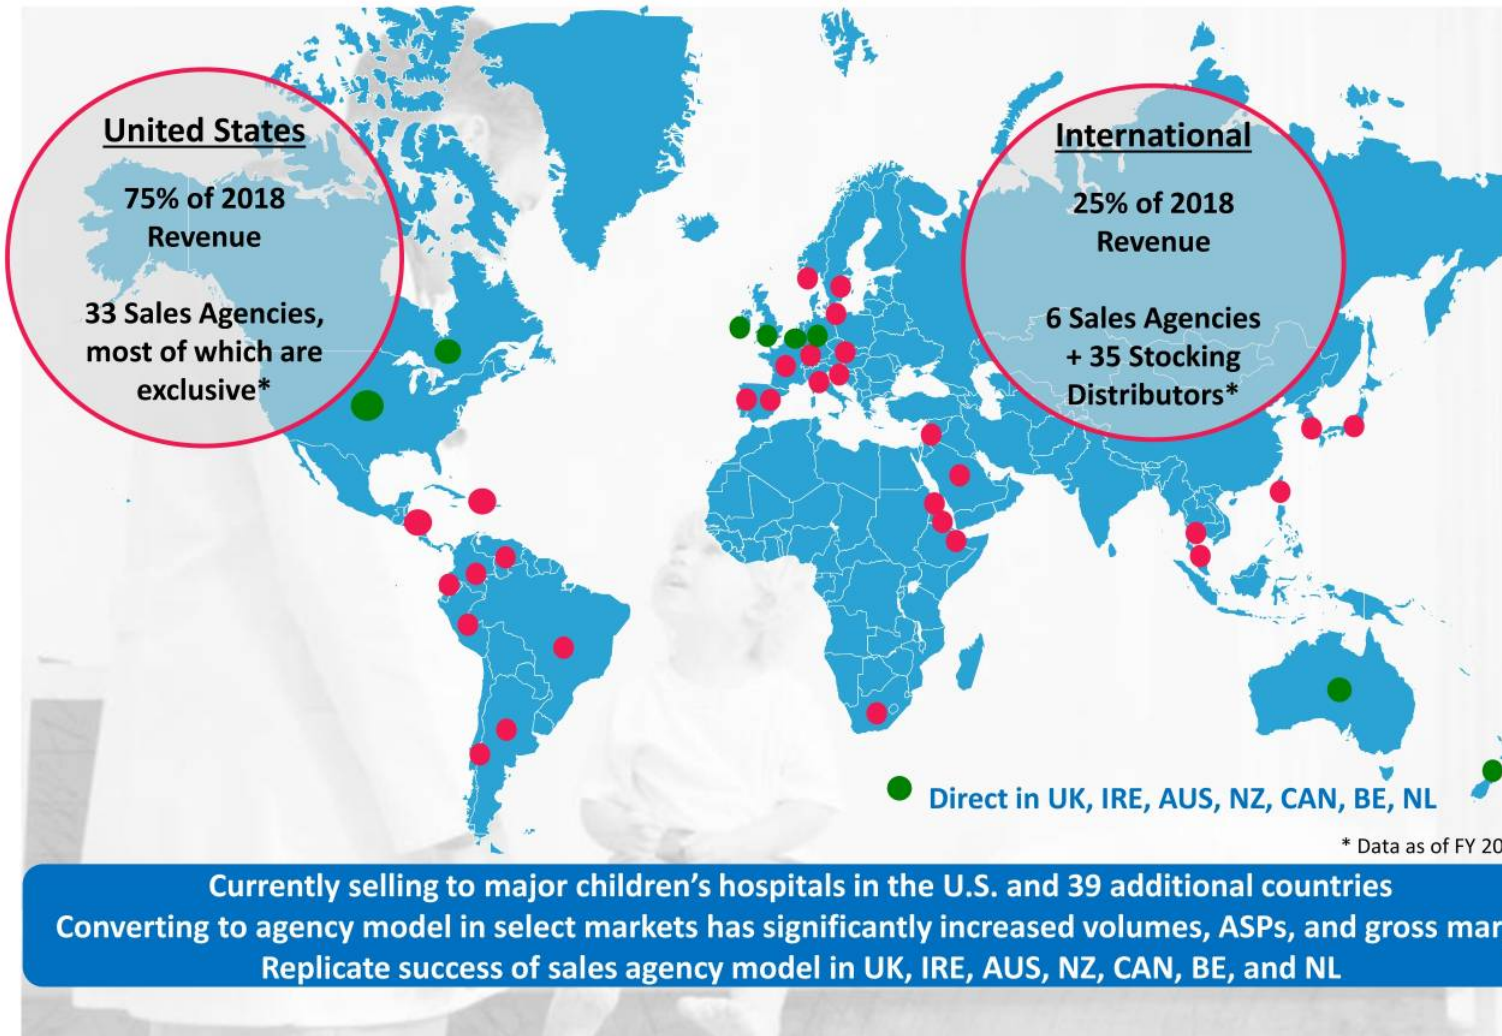 United States
75% of 2018
Revenue
33 Sales Agencies,
most of which are
exclusive*
International
25% of 2018
Revenue
6 Sales Agencies
+ 35 Stocking
Distributors*
Direct in UK, IRE, AUS, NZ, CAN, BE, NL
* Data as of FY 20
Currently selling to major children's hospitals in the U.S. and 39 additional countries
Converting to agency model in select markets has significantly increased volumes, ASPs, and gross mar
Replicate success of sales agency model in UK, IRE, AUS, NZ, CAN, BE, and NL